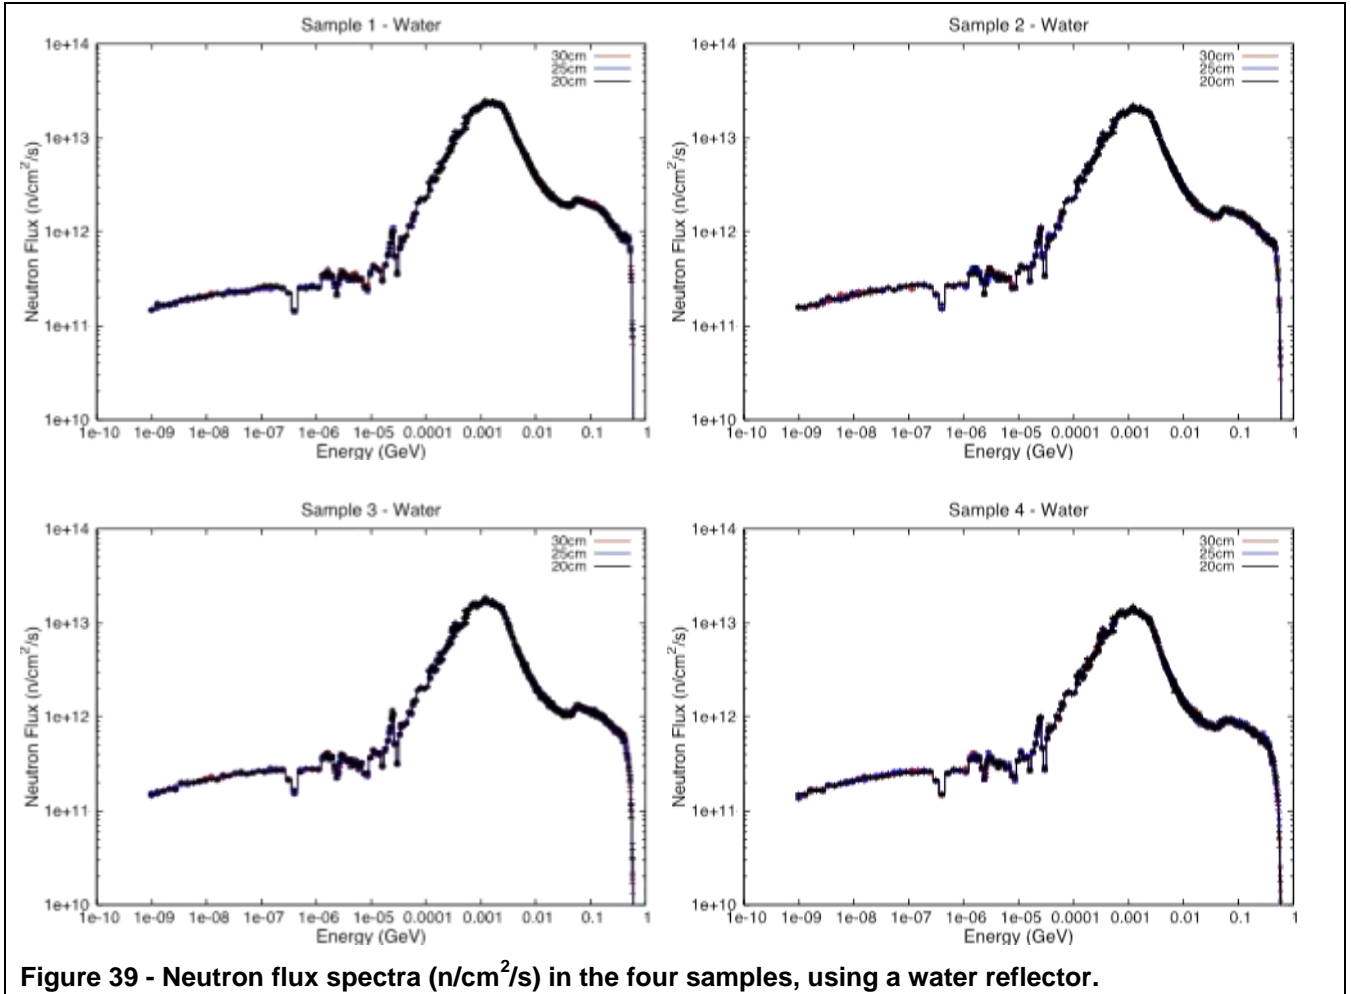 Sample 1 - Water
1e+14
1e+13
1e+12
1e+11
1e+10
Neutron Flux (n/cm²/s)
30cm
25cm
20cm
1e-10 1e-09 1e-08 1e-07 1e-06 1e-05 0.0001 0.001 0.01 0.1 1
Energy (GeV)
Sample 2 - Water
1e+14
1e+13
1e+12
1e+11
1e+10
Neutron Flux (n/cm²/s)
30cm
25cm
20cm
1e-10 1e-09 1e-08 1e-07 1e-06 1e-05 0.0001 0.001 0.01 0.1 1
Energy (GeV)
Sample 3 - Water
1e+14
1e+13
1e+12
1e+11
1e+10
Neutron Flux (n/cm²/s)
30cm
25cm
20cm
1e-10 1e-09 1e-08 1e-07 1e-06 1e-05 0.0001 0.001 0.01 0.1 1
Energy (GeV)
Sample 4 - Water
1e+14
1e+13
1e+12
1e+11
1e+10
Neutron Flux (n/cm²/s)
30cm
25cm
20cm
1e-10 1e-09 1e-08 1e-07 1e-06 1e-05 0.0001 0.001 0.01 0.1 1
Energy (GeV)
Figure 39 - Neutron flux spectra (n/cm²/s) in the four samples, using a water reflector.